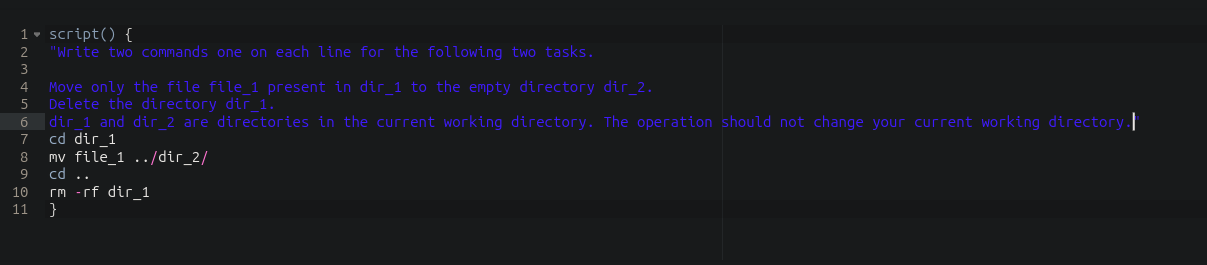 1 script() {
2 "Write two commands one on each line for the following two tasks.
3
4 Move only the file file_1 present in dir_1 to the empty directory dir_2.
5 Delete the directory dir_1.
6 dir_1 and dir_2 are directories in the current working directory. The operation should not change your current working directory."
7 cd dir_1
8 mv file_1 ../dir_2/
9 cd ..
10 rm -rf dir_1
11 }